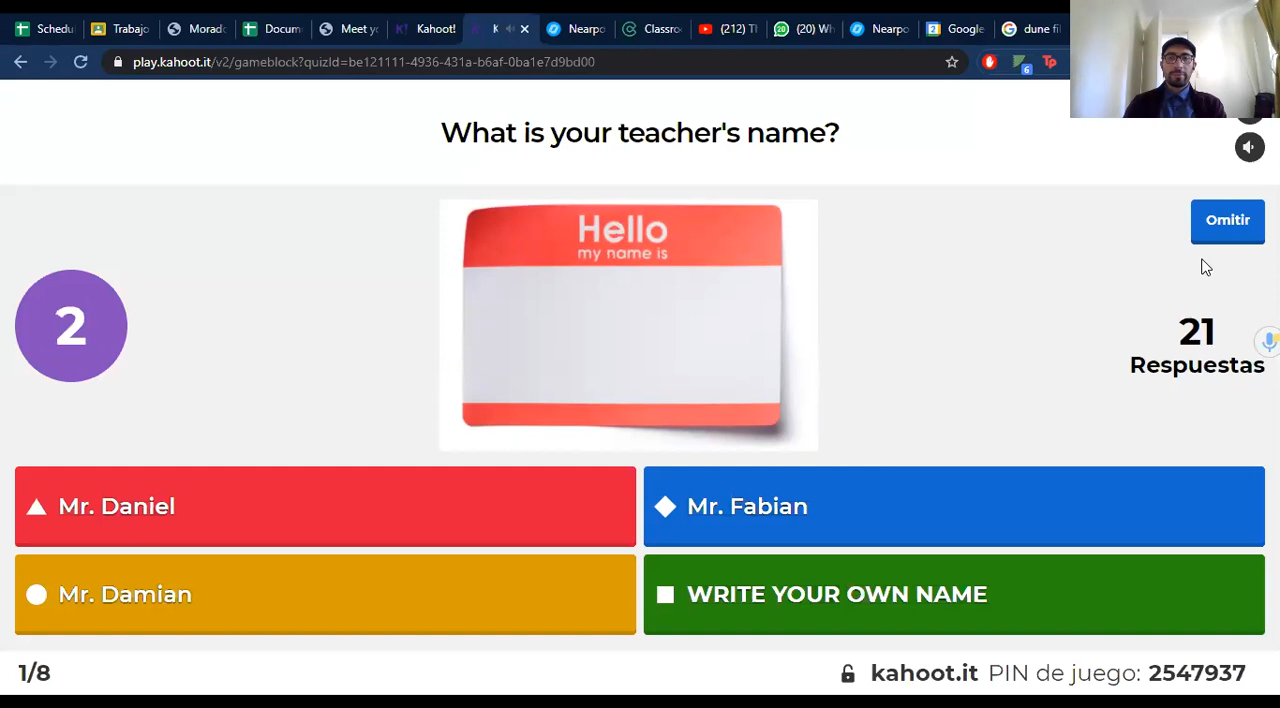 Schedu
Trabajo
Morad
Docum
Meet y
Kahoot!
K
Nearpo
Classro
(212) T
(20) Wh
Nearpo
Google
dune fi
play.kahoot.it/v2/gameblock?quizId=be121111-4936-431a-b6af-0ba1e7d9bd00
6
Tp
What is your teacher's name?
Hello
my name is
Omitir
2
21
Respuestas
Mr. Daniel
Mr. Fabian
Mr. Damian
WRITE YOUR OWN NAME
1/8
kahoot.it PIN de juego: 2547937